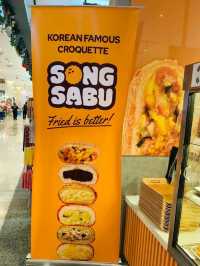 KOREAN FAMOUS
CROQUETTE
SONG
SABU
Fried is better!